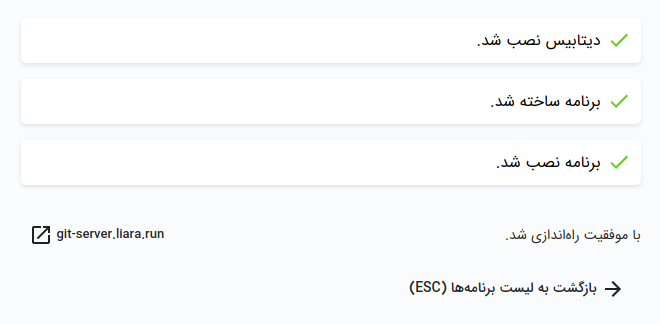 دیتابیس نصب شد.
برنامه ساخته شد.
برنامه نصب شد.
با موفقیت راه‌اندازی شد.
git-server.liara.run
بازگشت به لیست برنامه‌ها (ESC)